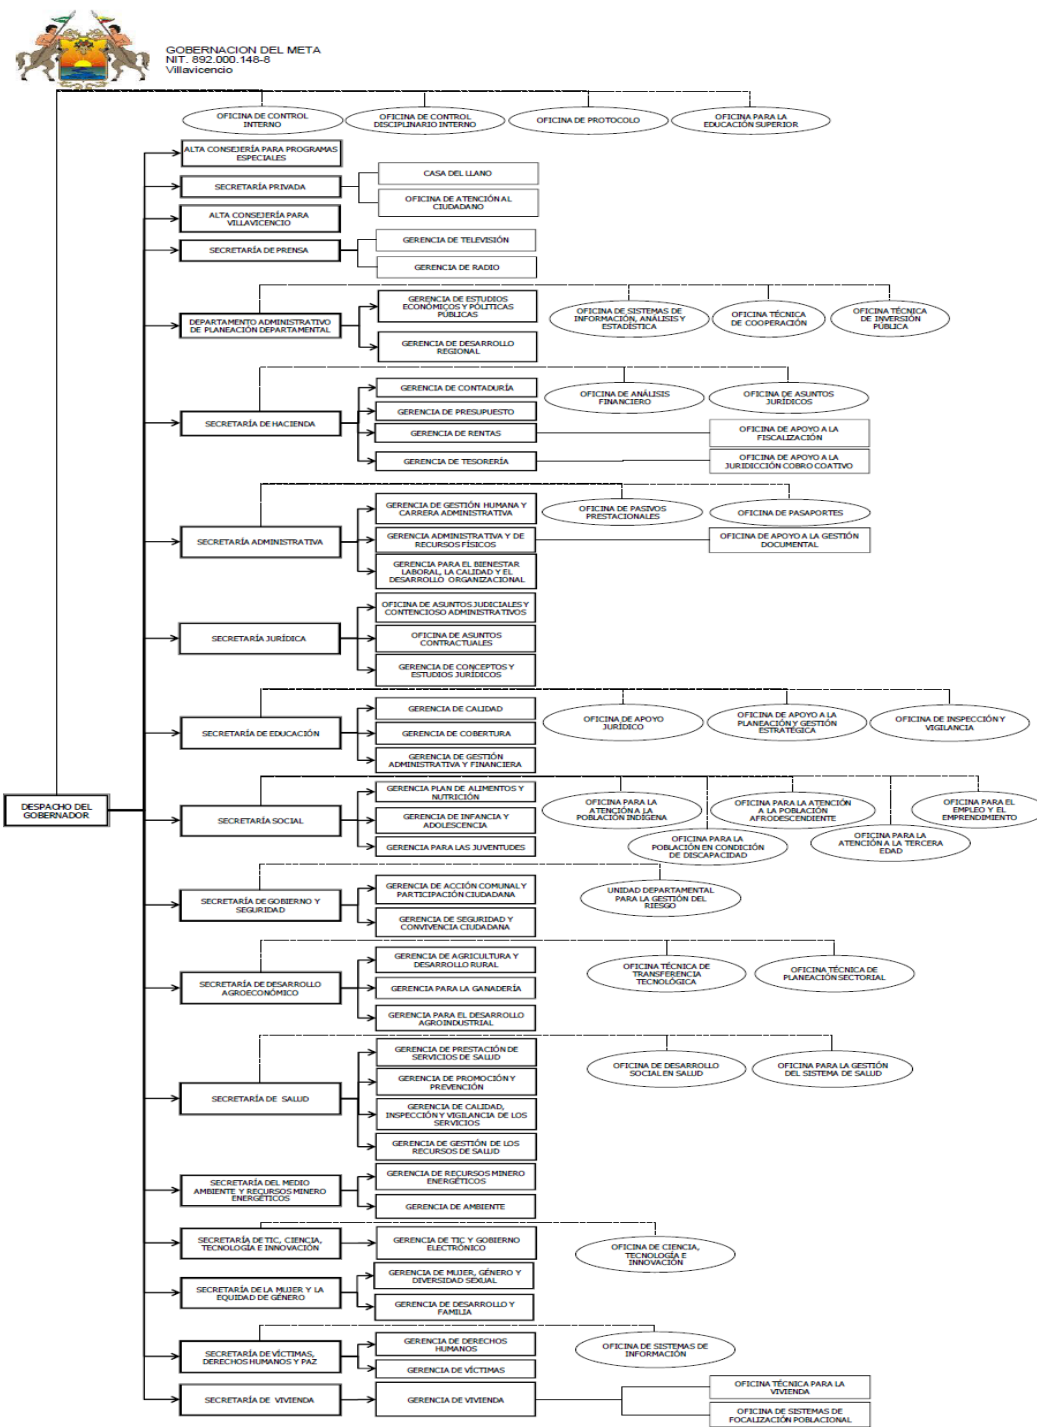 GOBERNACION DEL META
NIT. 892.000.148-8
Villavicencio
OFICINA DE CONTROL
INTERNO
OFICINA DE CONTROL
DISCIPLINARIO INTERNO
OFICINA DE PROTOCOLO
OFICINA PARA LA
EDUCACIÓN SUPERIOR
ALTA CONSEJERÍA PARA PROGRAMAS
ESPECIALES
SECRETARÍA PRIVADA
CASA DEL LLANO
OFICINA DE ATENCIÓN AL
CIUDADANO
ALTA CONSEJERÍA PARA
VILLAVICENCIO
SECRETARÍA DE PRENSA
GERENCIA DE TELEVISIÓN
GERENCIA DE RADIO
DEPARTAMENTO ADMINISTRATIVO
DE PLANEACIÓN DEPARTAMENTAL
GERENCIA DE ESTUDIOS
ECONÓMICOS Y PÓLITICAS
PÚBLICAS
GERENCIA DE DESARROLLO
REGIONAL
OFICINA DE SISTEMAS DE
INFORMACIÓN, ANÁLISIS Y
ESTADÍSTICA
OFICINA TÉCNICA
DE COOPERACIÓN
OFICINA TÉCNICA
DE INVERSIÓN
PÚBLICA
SECRETARÍA DE HACIENDA
GERENCIA DE CONTADURÍA
GERENCIA DE PRESUPUESTO
GERENCIA DE RENTAS
GERENCIA DE TESORERÍA
OFICINA DE ANÁLISIS
FINANCIERO
OFICINA DE ASUNTOS
JURÍDICOS
OFICINA DE APOYO A LA
FISCALIZACIÓN
OFICINA DE APOYO A LA
JURIDICCIÓN COBRO COATIVO
SECRETARÍA ADMINISTRATIVA
GERENCIA DE GESTIÓN HUMANA Y
CARRERA ADMINISTRATIVA
GERENCIA ADMINISTRATIVA Y DE
RECURSOS FÍSICOS
GERENCIA PARA EL BIENESTAR
LABORAL, LA CALIDAD Y EL
DESARROLLO ORGANIZACIONAL
OFICINA DE PASIVOS
PRESTACIONALES
OFICINA DE PASAPORTES
OFICINA DE APOYO A LA GESTIÓN
DOCUMENTAL
SECRETARÍA JURÍDICA
OFICINA DE ASUNTOS JUDICIALES Y
CONTENCIOSO ADMINISTRATIVOS
OFICINA DE ASUNTOS
CONTRACTUALES
GERENCIA DE CONCEPTOS Y
ESTUDIOS JURÍDICOS
SECRETARÍA DE EDUCACIÓN
GERENCIA DE CALIDAD
GERENCIA DE COBERTURA
GERENCIA DE GESTIÓN
ADMINISTRATIVA Y FINANCIERA
OFICINA DE APOYO
JURÍDICO
OFICINA DE APOYO A LA
PLANEACIÓN Y GESTIÓN
ESTRATÉGICA
OFICINA DE INSPECCIÓN Y
VIGILANCIA
DESPACHO DEL
GOBERNADOR
SECRETARÍA SOCIAL
GERENCIA PLAN DE ALIMENTOS Y
NUTRICIÓN
GERENCIA DE INFANCIA Y
ADOLESCENCIA
GERENCIA PARA LAS JUVENTUDES
OFICINA PARA LA
ATENCIÓN A LA
POBLACIÓN INDÍGENA
OFICINA PARA LA ATENCIÓN
A LA POBLACIÓN
AFRODESCENDIENTE
OFICINA PARA EL
EMPLEO Y EL
EMPRENDIMIENTO
OFICINA PARA LA
POBLACIÓN EN CONDICIÓN
DE DISCAPACIDAD
OFICINA PARA LA
ATENCIÓN A LA TERCERA
EDAD
SECRETARÍA DE GOBIERNO Y
SEGURIDAD
GERENCIA DE ACCIÓN COMUNAL Y
PARTICIPACIÓN CIUDADANA
GERENCIA DE SEGURIDAD Y
CONVIVENCIA CIUDADANA
UNIDAD DEPARTAMENTAL
PARA LA GESTIÓN DEL
RIESGO
SECRETARÍA DE DESARROLLO
AGROECONÓMICO
GERENCIA DE AGRICULTURA Y
DESARROLLO RURAL
GERENCIA PARA LA GANADERÍA
GERENCIA PARA EL DESARROLLO
AGROINDUSTRIAL
OFICINA TÉCNICA DE
TRANSFERENCIA
TECNOLÓGICA
OFICINA TÉCNICA DE
PLANEACIÓN SECTORIAL
SECRETARÍA DE SALUD
GERENCIA DE PRESTACIÓN DE
SERVICIOS DE SALUD
GERENCIA DE PROMOCIÓN Y
PREVENCIÓN
GERENCIA DE CALIDAD,
INSPECCIÓN Y VIGILANCIA DE LOS
SERVICIOS
GERENCIA DE GESTIÓN DE LOS
RECURSOS DE SALUD
OFICINA DE DESARROLLO
SOCIAL EN SALUD
OFICINA PARA LA GESTIÓN
DEL SISTEMA DE SALUD
SECRETARÍA DEL MEDIO
AMBIENTE Y RECURSOS MINERO
ENERGÉTICOS
GERENCIA DE RECURSOS MINERO
ENERGÉTICOS
GERENCIA DE AMBIENTE
SECRETARÍA DE TIC, CIENCIA,
TECNOLOGÍA E INNOVACIÓN
GERENCIA DE TIC Y GOBIERNO
ELECTRÓNICO
OFICINA DE CIENCIA,
TECNOLOGÍA E
INNOVACIÓN
SECRETARÍA DE LA MUJER Y LA
EQUIDAD DE GÉNERO
GERENCIA DE MUJER, GÉNERO Y
DIVERSIDAD SEXUAL
GERENCIA DE DESARROLLO Y
FAMILIA
SECRETARÍA DE VÍCTIMAS,
DERECHOS HUMANOS Y PAZ
GERENCIA DE DERECHOS
HUMANOS
GERENCIA DE VÍCTIMAS
OFICINA DE SISTEMAS DE
INFORMACIÓN
SECRETARÍA DE VIVIENDA
GERENCIA DE VIVIENDA
OFICINA TÉCNICA PARA LA
VIVIENDA
OFICINA DE SISTEMAS DE
FOCALIZACIÓN POBLACIONAL